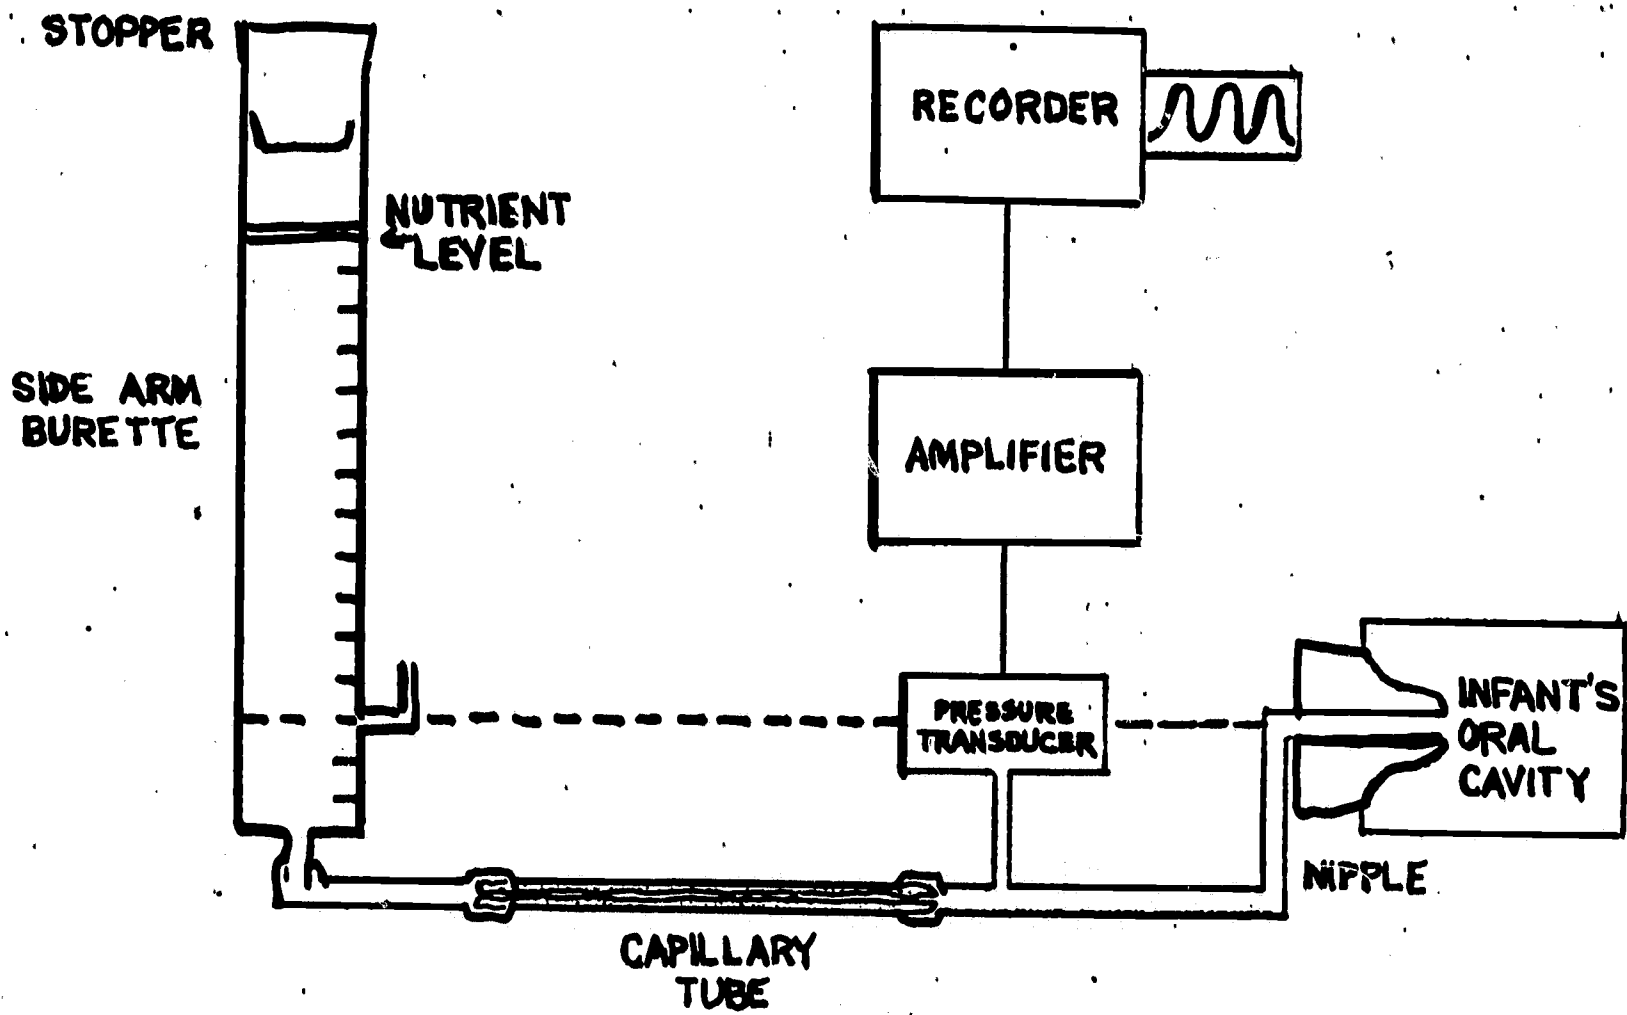 STOPPER
RECORDER
NUTRIENT
LEVEL
SIDE ARM
BURETTE
AMPLIFIER
PRESSURE
TRANSDUCER
INFANT'S
ORAL
CAVITY
NIPPLE
CAPILLARY
TUBE